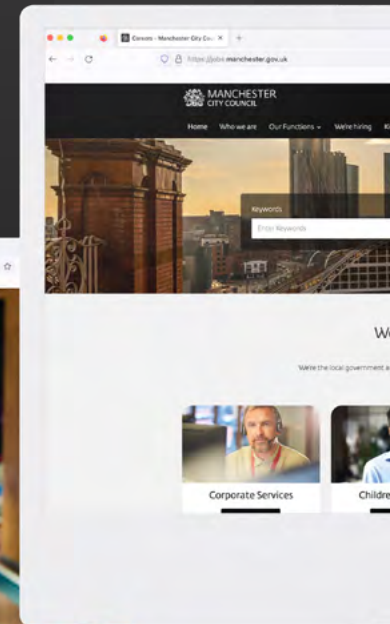 Careers - Manchester City Cou
https://jobs.manchester.gov.uk
MANCHESTER
CITY COUNCIL
Home Who we are Our Functions We're hiring
Keywords
Enter Keywords
We're the local government a
Corporate Services
Childre